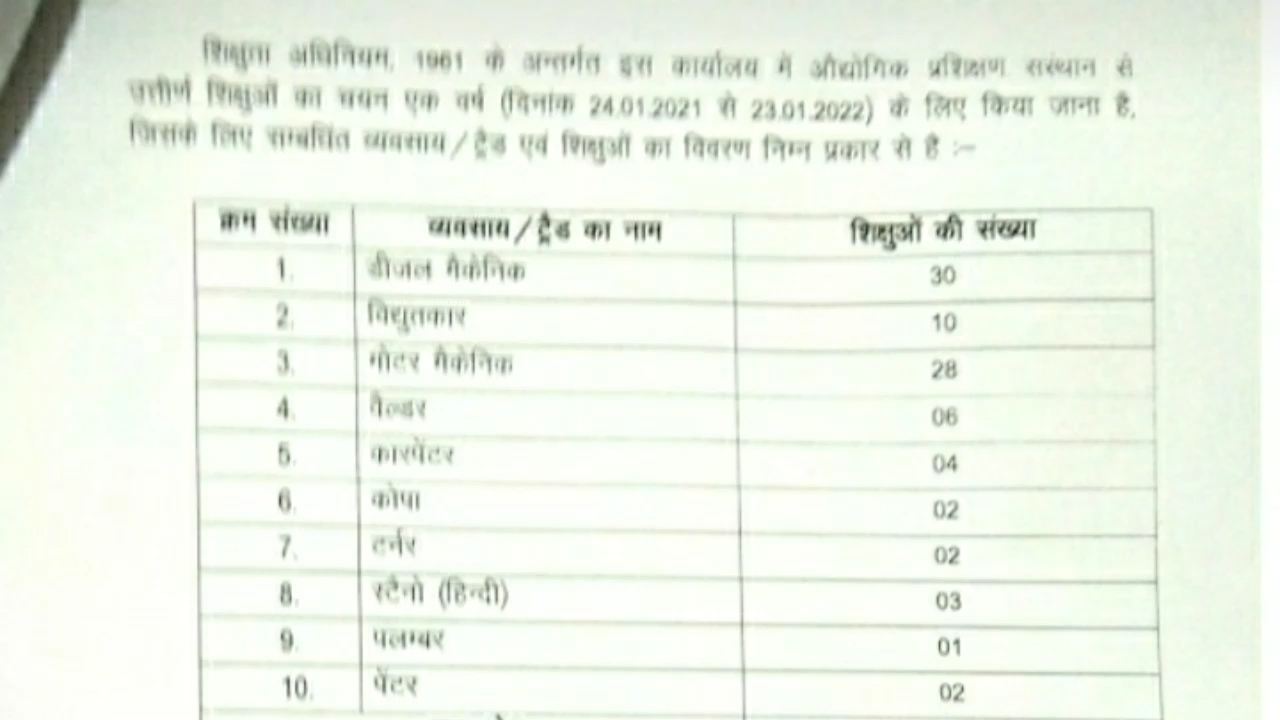 शिक्षुता अधिनियम, 1961 के अन्तर्गत इस कार्यालय में औद्योगिक प्रशिक्षण संस्थान से
उत्तीर्ण शिक्षुओं का चयन एक वर्ष (दिनांक 24.01.2021 से 23.01.2022) के लिए किया जाना है,
जिसके लिए सम्बधित व्यवसाय/ट्रैड एवं शिक्षुओं का विवरण निम्न प्रकार से है :–
क्रम संख्या व्यवसाय/ट्रैड का नाम शिक्षुओं की संख्या
1. डीजल मैकेनिक 30
2. विद्युतकार 10
3. मोटर मैकेनिक 28
4. वैल्डर 06
5. कारपेंटर 04
6. कोपा 02
7. टर्नर 02
8. स्टैनो (हिन्दी) 03
9. पलम्बर 01
10. पेंटर 02